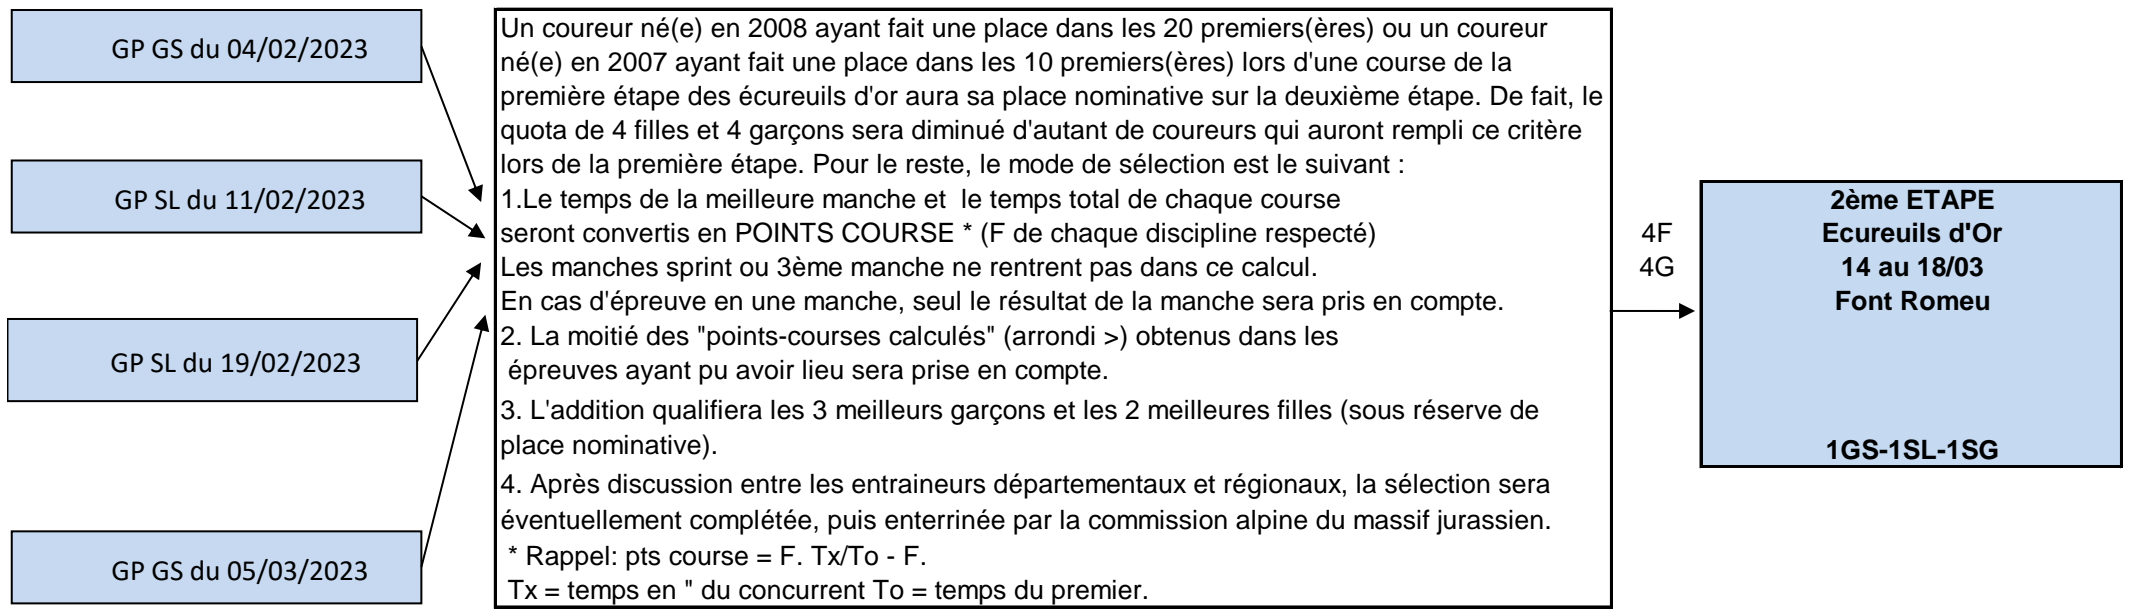 GP GS du 04/02/2023
GP SL du 11/02/2023
GP SL du 19/02/2023
GP GS du 05/03/2023
Un coureur né(e) en 2008 ayant fait une place dans les 20 premiers(ères) ou un coureur
né(e) en 2007 ayant fait une place dans les 10 premiers(ères) lors d'une course de la
première étape des écureuils d'or aura sa place nominative sur la deuxième étape. De fait, le
quota de 4 filles et 4 garçons sera diminué d'autant de coureurs qui auront rempli ce critère
lors de la première étape. Pour le reste, le mode de sélection est le suivant :
1.Le temps de la meilleure manche et  le temps total de chaque course
seront convertis en POINTS COURSE * (F de chaque discipline respecté)
Les manches sprint ou 3ème manche ne rentrent pas dans ce calcul.
En cas d'épreuve en une manche, seul le résultat de la manche sera pris en compte.
2. La moitié des "points-courses calculés" (arrondi >) obtenus dans les
épreuves ayant pu avoir lieu sera prise en compte.
3. L'addition qualifiera les 3 meilleurs garçons et les 2 meilleures filles (sous réserve de
place nominative).
4. Après discussion entre les entraineurs départementaux et régionaux, la sélection sera
éventuellement complétée, puis enterrinée par la commission alpine du massif jurassien.
* Rappel: pts course = F. Tx/To - F.
Tx = temps en " du concurrent To = temps du premier.
4F
4G
2ème ETAPE
Ecureuils d'Or
14 au 18/03
Font Romeu
1GS-1SL-1SG